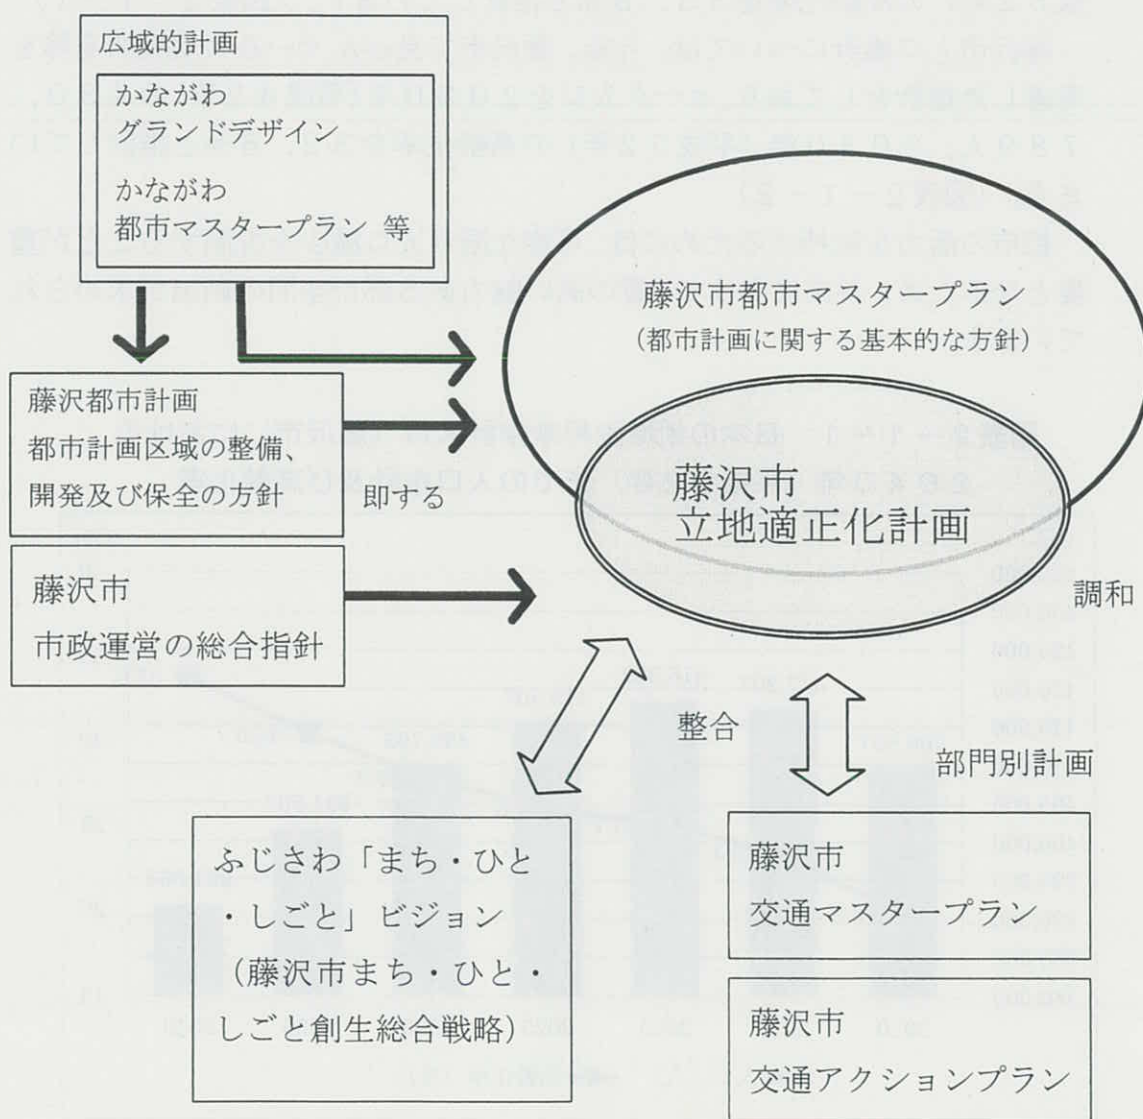 広域的計画
かながわ
グランドデザイン
かながわ
都市マスタープラン 等
藤沢都市計画
都市計画区域の整備、
開発及び保全の方針
即する
藤沢市
市政運営の総合指針
藤沢市都市マスタープラン
(都市計画に関する基本的な方針)
藤沢市
立地適正化計画
調和
整合
部門別計画
ふじさわ「まち・ひと
・しごと」ビジョン
(藤沢市まち・ひと・
しごと創生総合戦略)
藤沢市
交通マスタープラン
藤沢市
交通アクションプラン